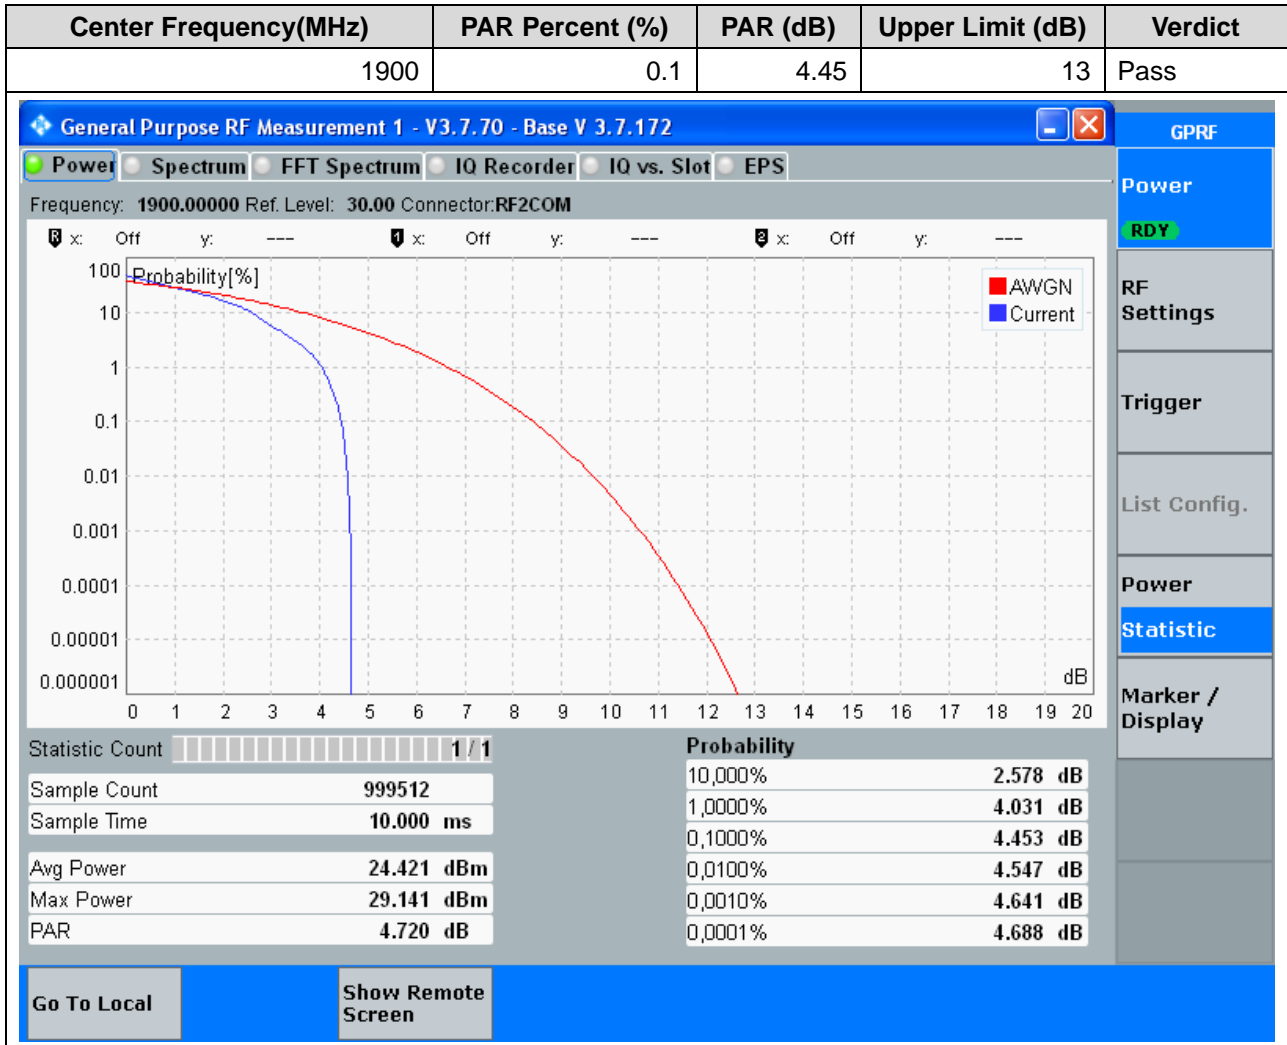 Center Frequency(MHz) PAR Percent (%) PAR (dB) Upper Limit (dB) Verdict
1900 0.1 4.45 13 Pass
General Purpose RF Measurement 1 - V3.7.70 - Base V 3.7.172
GPRF
Power Spectrum FFT Spectrum IQ Recorder IQ vs. Slot EPS
Power
RDY
Frequency: 1900.00000 Ref. Level: 30.00 Connector:RF2COM
R x: Off y: --- 1 x: Off y: --- 2 x: Off y: ---
Probability[%]
AWGN
Current
100
10
1
0.1
0.01
0.001
0.0001
0.00001
0.000001
dB
0 1 2 3 4 5 6 7 8 9 10 11 12 13 14 15 16 17 18 19 20
RF
Settings
Trigger
List Config.
Power
Statistic
Marker /
Display
Statistic Count 1 / 1
Sample Count 999512
Sample Time 10.000 ms
Avg Power 24.421 dBm
Max Power 29.141 dBm
PAR 4.720 dB
Probability
10,000% 2.578 dB
1,0000% 4.031 dB
0,1000% 4.453 dB
0,0100% 4.547 dB
0,0010% 4.641 dB
0,0001% 4.688 dB
Go To Local
Show Remote
Screen